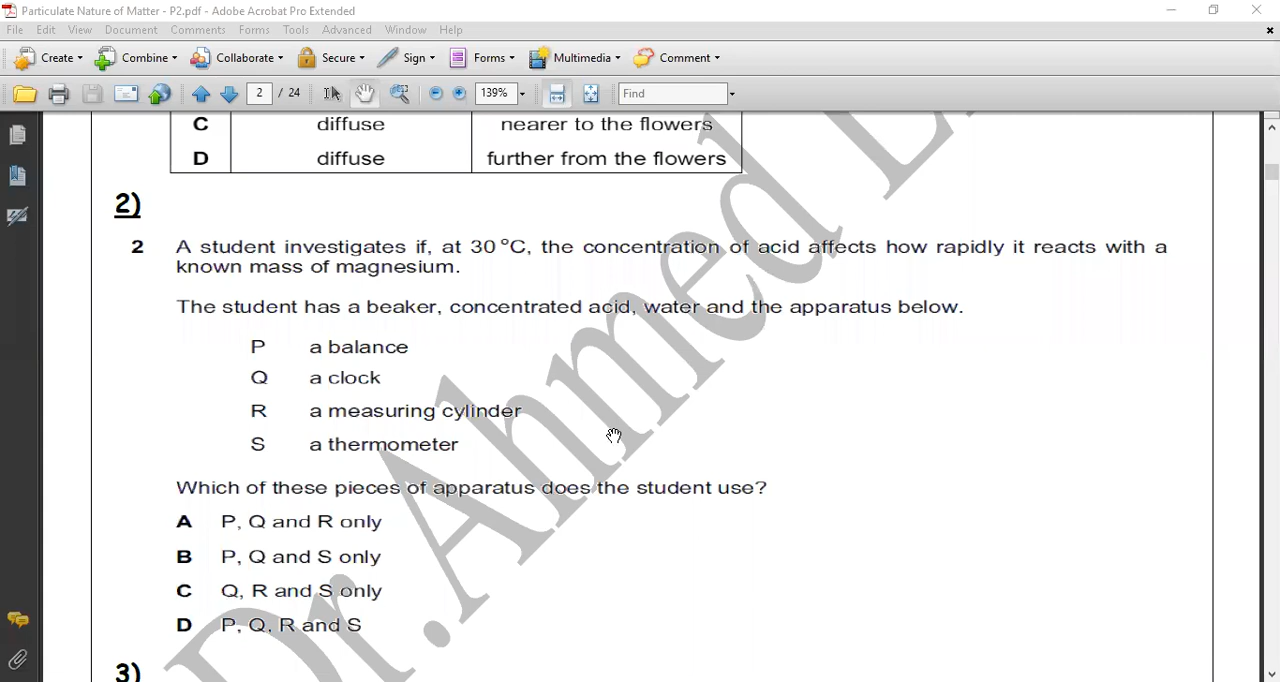 Particulate Nature of Matter - P2.pdf - Adobe Acrobat Pro Extended
File Edit View Document Comments Forms Tools Advanced Window Help
Create Combine Collaborate Secure Sign Forms Multimedia Comment
2 / 24 139% Find
C diffuse nearer to the flowers
D diffuse further from the flowers
2)
2 A student investigates if, at 30 °C, the concentration of acid affects how rapidly it reacts with a
known mass of magnesium.
The student has a beaker, concentrated acid, water and the apparatus below.
P a balance
Q a clock
R a measuring cylinder
S a thermometer
Which of these pieces of apparatus does the student use?
A P, Q and R only
B P, Q and S only
C Q, R and S only
D P, Q, R and S
3)
Dr.Ahmed